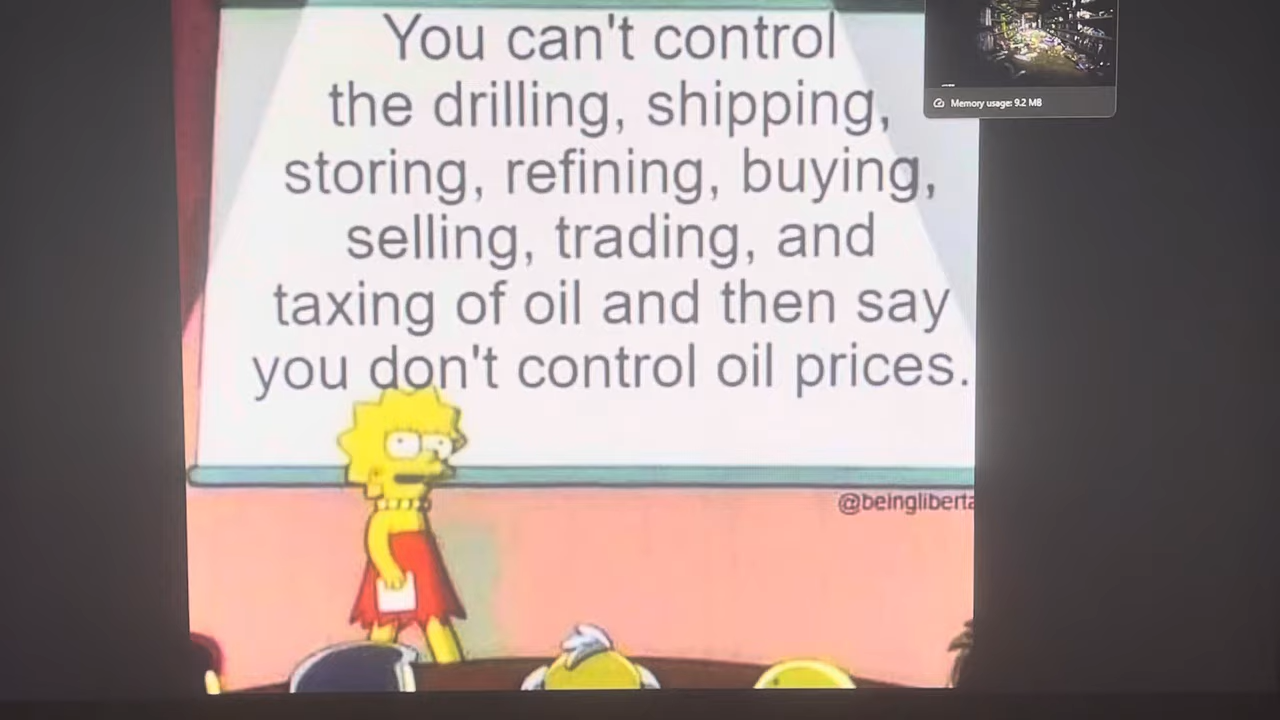 You can't control
the drilling, shipping,
storing, refining, buying,
selling, trading, and
taxing of oil and then say
you don't control oil prices.
Memory usage: 9.2 MB